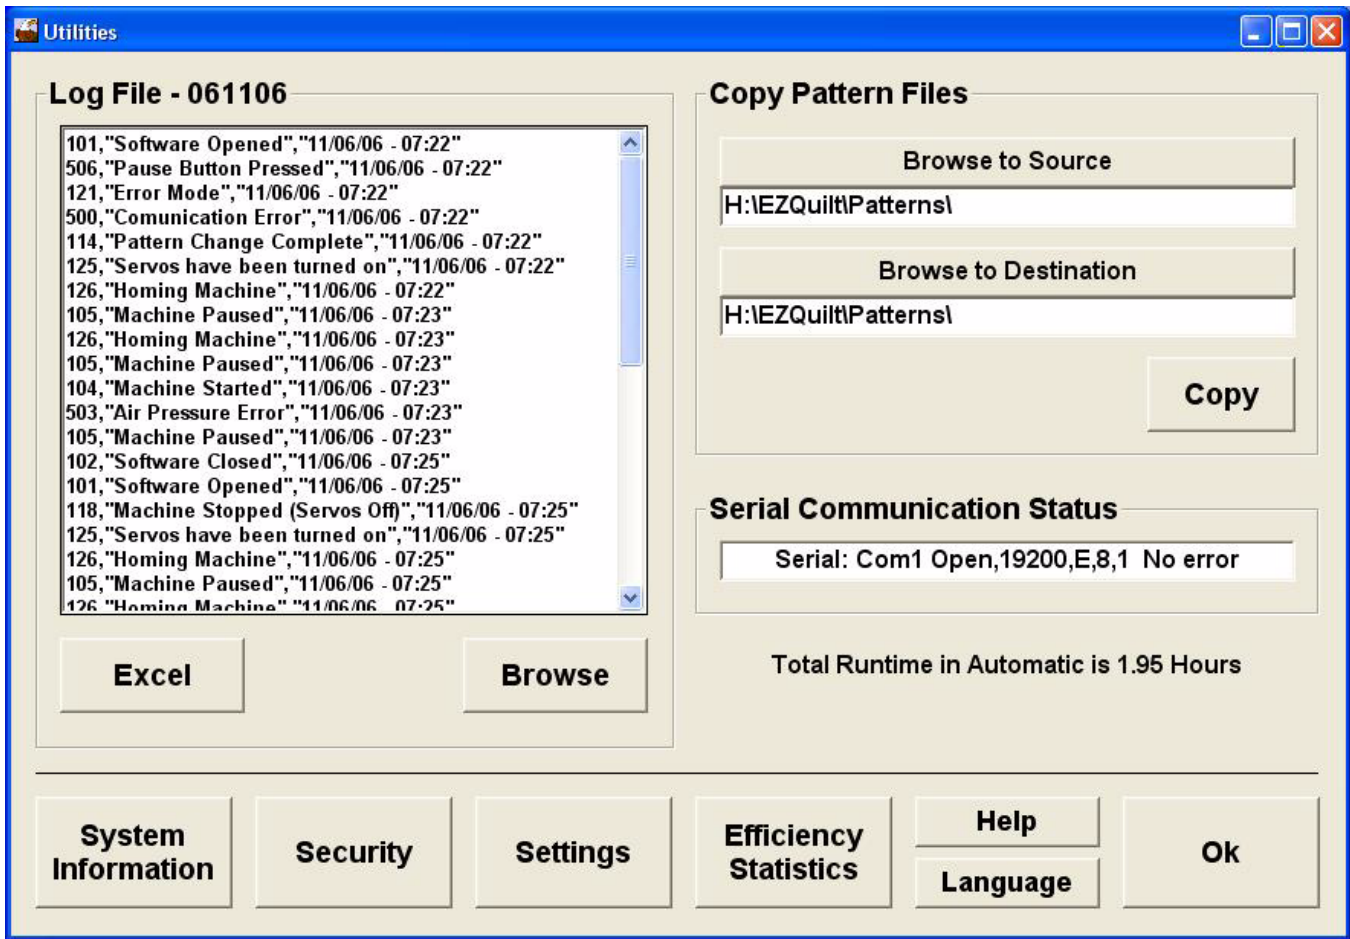 Utilities
Log File - 061106
101,"Software Opened","11/06/06 - 07:22"
506,"Pause Button Pressed","11/06/06 - 07:22"
121,"Error Mode","11/06/06 - 07:22"
500,"Comunication Error","11/06/06 - 07:22"
114,"Pattern Change Complete","11/06/06 - 07:22"
125,"Servos have been turned on","11/06/06 - 07:22"
126,"Homing Machine","11/06/06 - 07:22"
105,"Machine Paused","11/06/06 - 07:23"
126,"Homing Machine","11/06/06 - 07:23"
105,"Machine Paused","11/06/06 - 07:23"
104,"Machine Started","11/06/06 - 07:23"
503,"Air Pressure Error","11/06/06 - 07:23"
105,"Machine Paused","11/06/06 - 07:23"
102,"Software Closed","11/06/06 - 07:25"
101,"Software Opened","11/06/06 - 07:25"
118,"Machine Stopped (Servos Off)","11/06/06 - 07:25"
125,"Servos have been turned on","11/06/06 - 07:25"
126,"Homing Machine","11/06/06 - 07:25"
105,"Machine Paused","11/06/06 - 07:25"
126,"Homing Machine","11/06/06 - 07:25"
Excel
Browse
Copy Pattern Files
Browse to Source
H:\EZQuilt\Patterns\
Browse to Destination
H:\EZQuilt\Patterns\
Copy
Serial Communication Status
Serial: Com1 Open,19200,E,8,1  No error
Total Runtime in Automatic is 1.95 Hours
System
Information
Security
Settings
Efficiency
Statistics
Help
Language
Ok